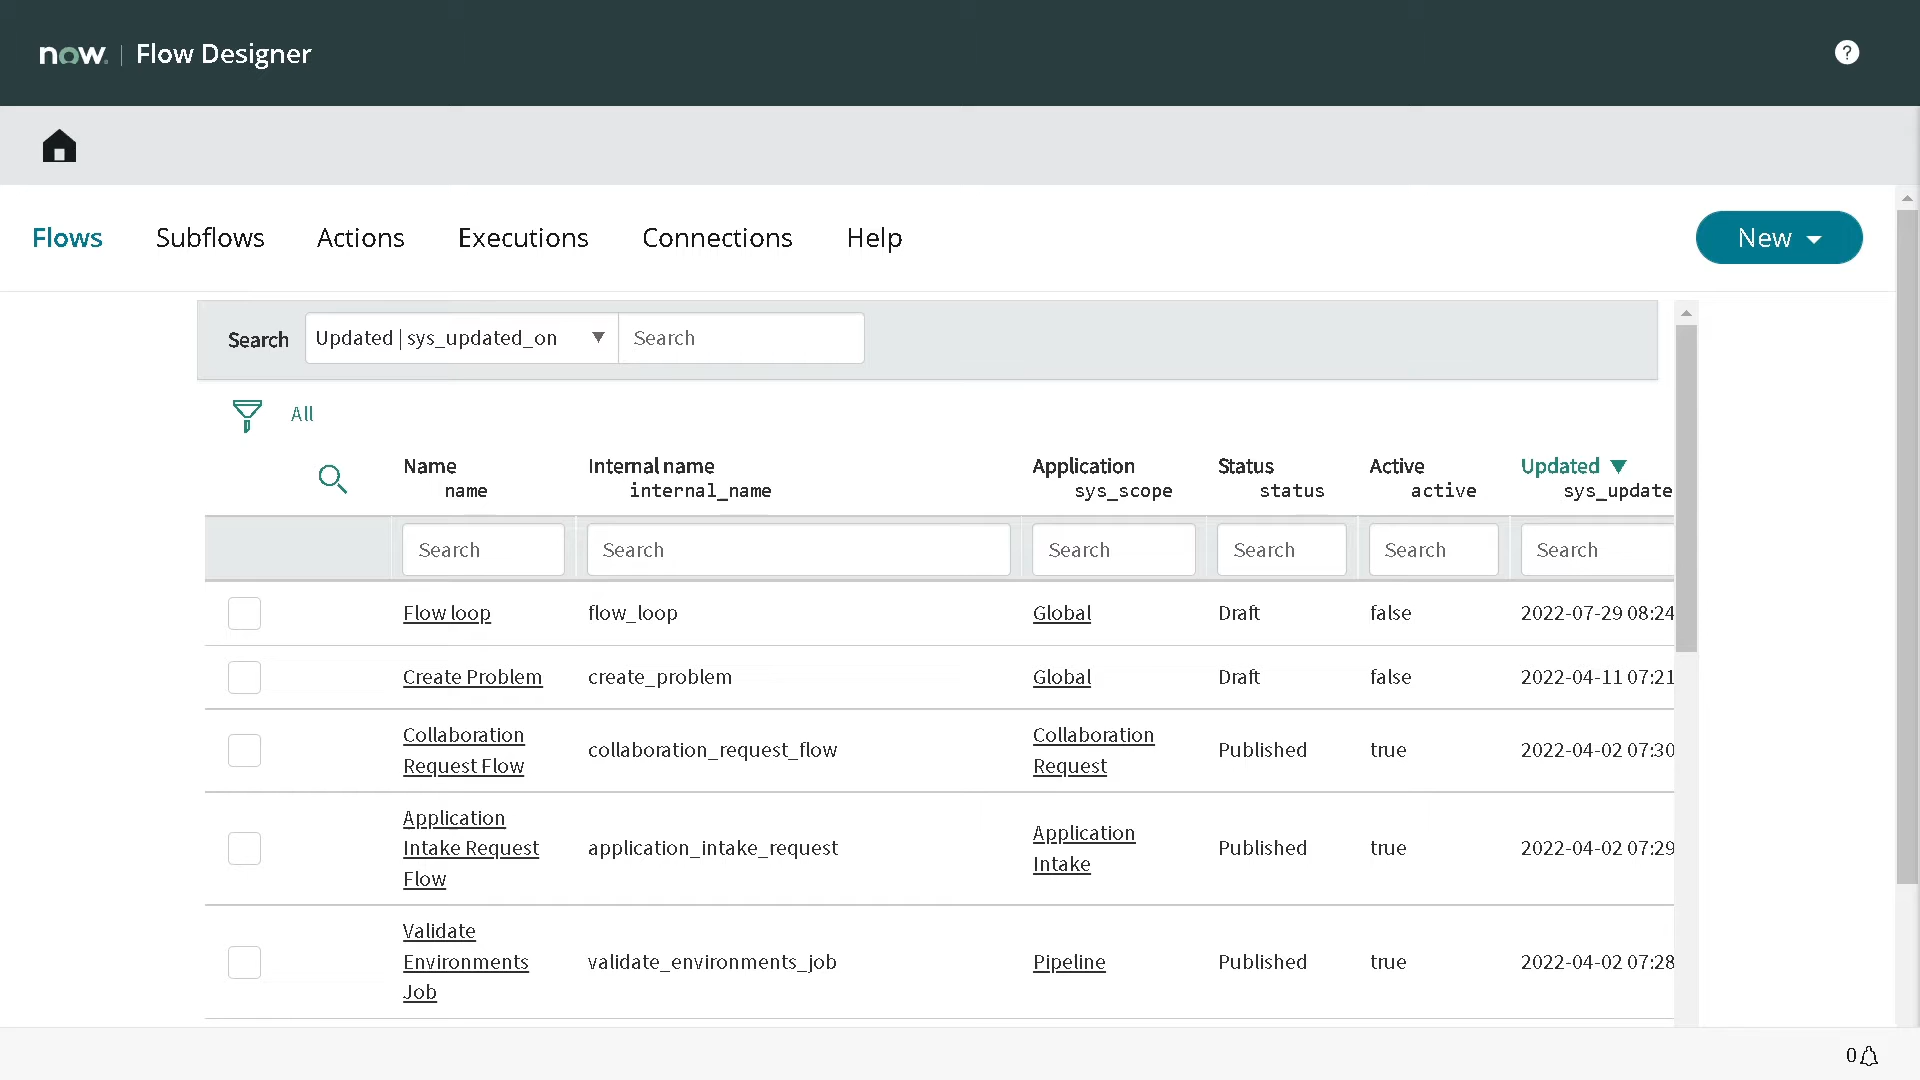 now. | Flow Designer
?
Flows Subflows Actions Executions Connections Help New
Search Updated | sys_updated_on Search
All
Name Internal name Application Status Active Updated
name internal_name sys_scope status active sys_update
Search Search Search Search Search Search
Flow loop flow_loop Global Draft false 2022-07-29 08:24
Create Problem create_problem Global Draft false 2022-04-11 07:21
Collaboration Collaboration
collaboration_request_flow Published true 2022-04-02 07:30
Request Flow Request
Application Application
Intake Request application_intake_request Published true 2022-04-02 07:29
Flow Intake
Validate
Environments validate_environments_job Pipeline Published true 2022-04-02 07:28
Job
0